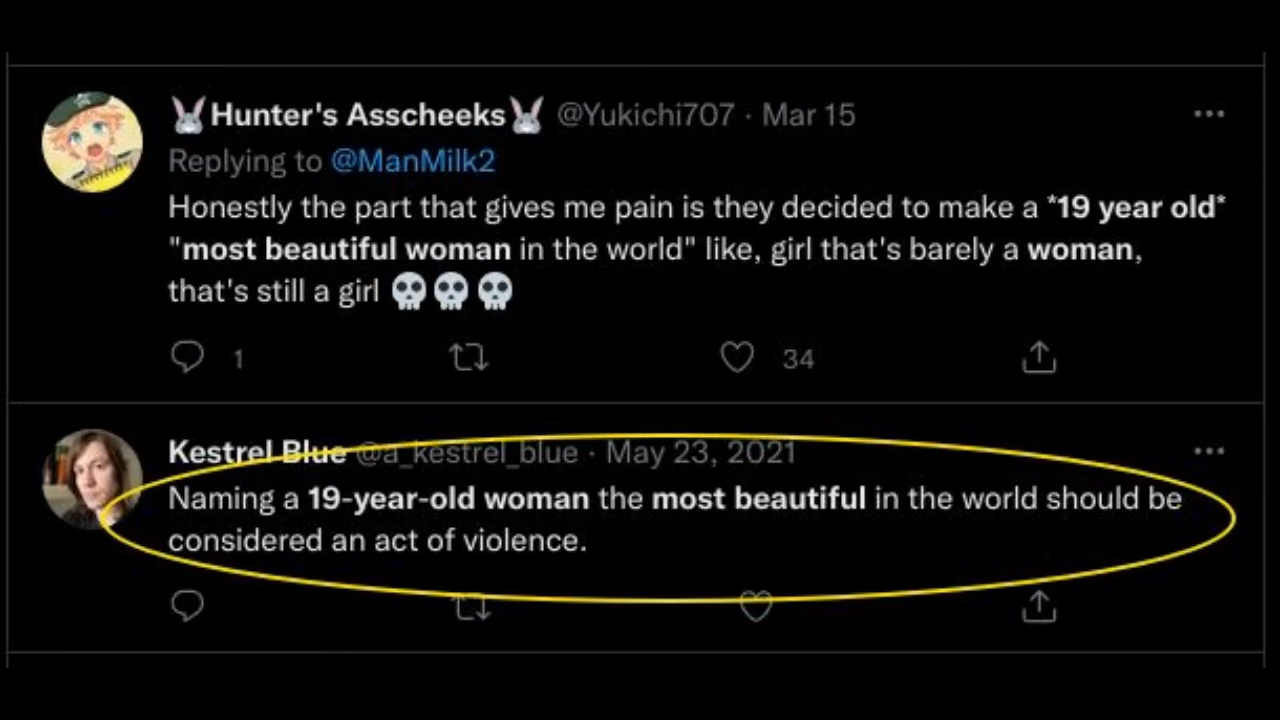 🐰Hunter's Asscheeks🐰 @Yukichi707 · Mar 15
Replying to @ManMilk2
Honestly the part that gives me pain is they decided to make a *19 year old*
"most beautiful woman in the world" like, girl that's barely a woman,
that's still a girl 💀💀💀
1 34
Kestrel Blue @a_kestrel_blue · May 23, 2021
Naming a 19-year-old woman the most beautiful in the world should be
considered an act of violence.